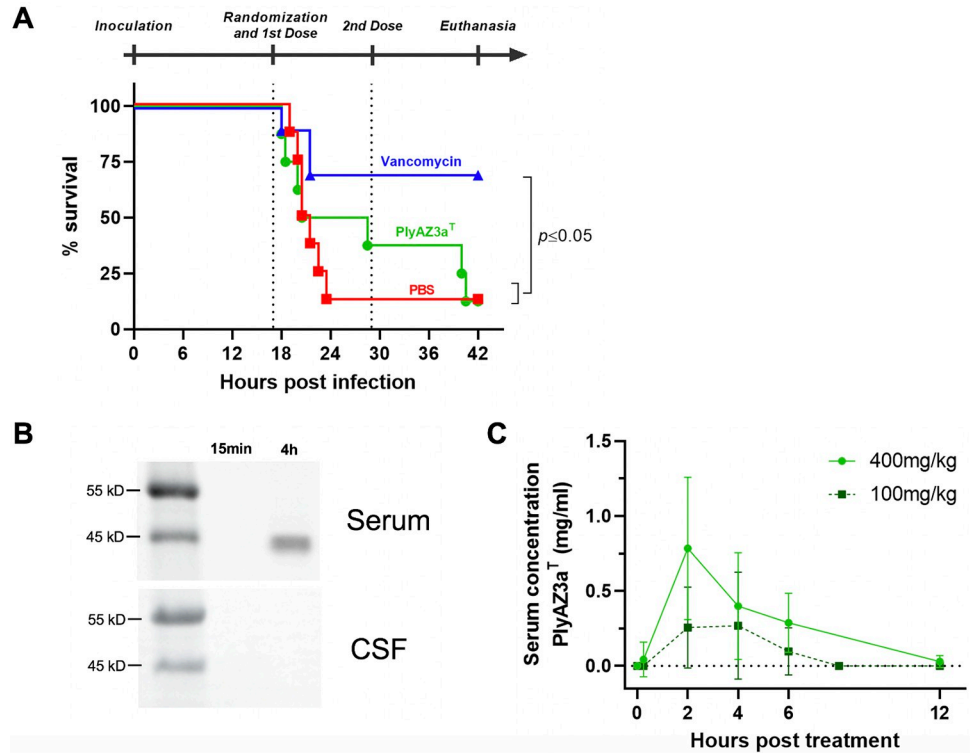 A
Inoculation
Randomization
and 1st Dose
2nd Dose
Euthanasia
% survival
100
75
50
25
0
Vancomycin
PlyAZ3aT
PBS
p≤0.05
0 6 12 18 24 30 36 42
Hours post infection
B
15min 4h
55 kD
45 kD
Serum
55 kD
45 kD
CSF
C
Serum concentration
PlyAZ3aT (mg/ml)
1.5
1.0
0.5
0.0
400mg/kg
100mg/kg
0 2 4 6 12
Hours post treatment